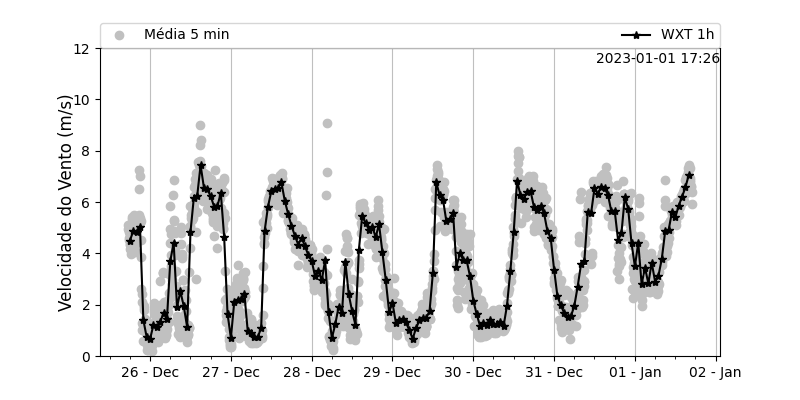 Média 5 min
WXT 1h
2023-01-01 17:26
Velocidade do Vento (m/s)
12
10
8
6
4
2
0
26 - Dec
27 - Dec
28 - Dec
29 - Dec
30 - Dec
31 - Dec
01 - Jan
02 - Jan